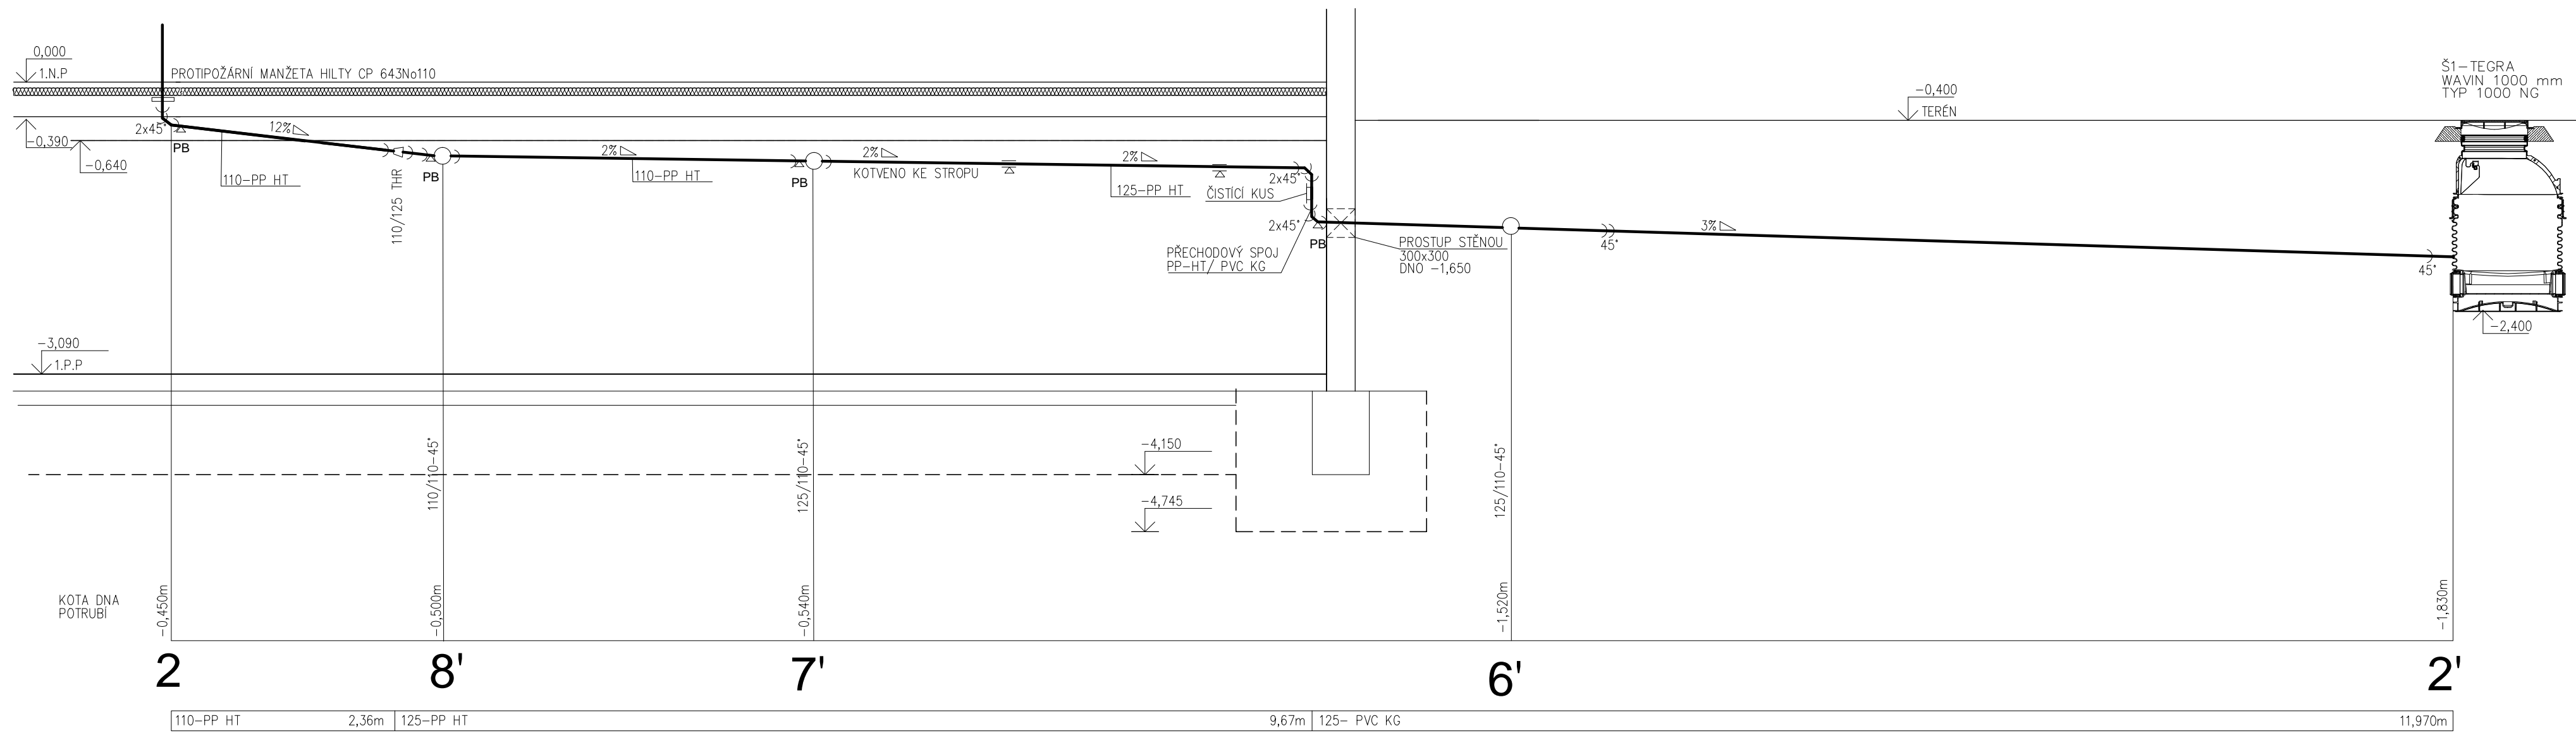 0,000
1.N.P
PROTIPOŽÁRNÍ MANŽETA HILTY CP 643No110
Š1-TEGRA
WAVIN 1000 mm
TYP 1000 NG
-0,400
TERÉN
-0,390
-0,640
2x45°
PB
12%
110-PP HT
110/125 THR
PB
2%
110-PP HT
PB
2%
KOTVENO KE STROPU
2%
125-PP HT
2x45°
ČISTÍCÍ KUS
2x45°
PB
PŘECHODOVÝ SPOJ
PP-HT/ PVC KG
PROSTUP STĚNOU
300x300
DNO -1,650
45°
3%
45°
-2,400
-3,090
1.P.P
-4,150
-4,745
110/110-45°
125/110-45°
125/110-45°
KOTA DNA
POTRUBÍ
-0,450m
-0,500m
-0,540m
-1,520m
-1,830m
2
8'
7'
6'
2'
110-PP HT 2,36m
125-PP HT 9,67m
125- PVC KG 11,970m